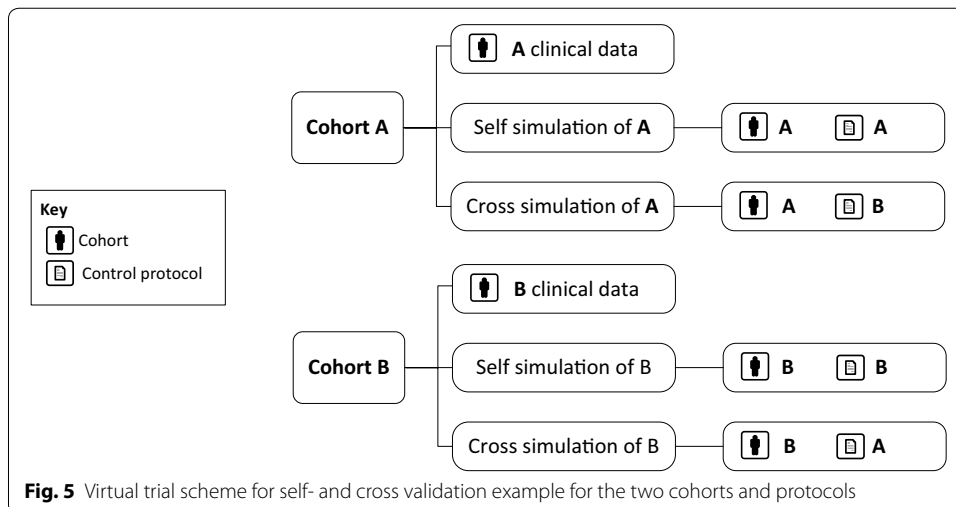 A clinical data
Cohort A
Self simulation of A
A A
Cross simulation of A
A B
Key
Cohort
Control protocol
B clinical data
Cohort B
Self simulation of B
B B
Cross simulation of B
B A
Fig. 5 Virtual trial scheme for self- and cross validation example for the two cohorts and protocols